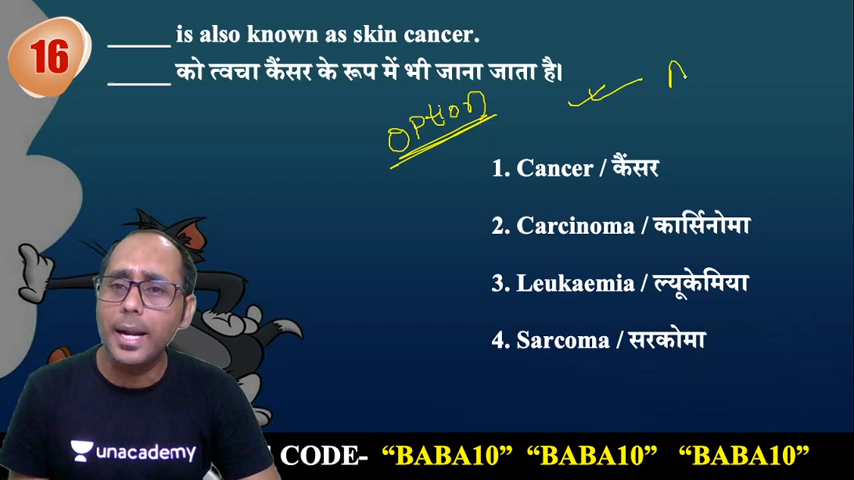 16
_____ is also known as skin cancer.
_____ को त्वचा कैंसर के रूप में भी जाना जाता है।
option
1. Cancer / कैंसर
2. Carcinoma / कार्सिनोमा
3. Leukaemia / ल्यूकेमिया
4. Sarcoma / सरकोमा
unacademy
CODE- “BABA10” “BABA10” “BABA10”